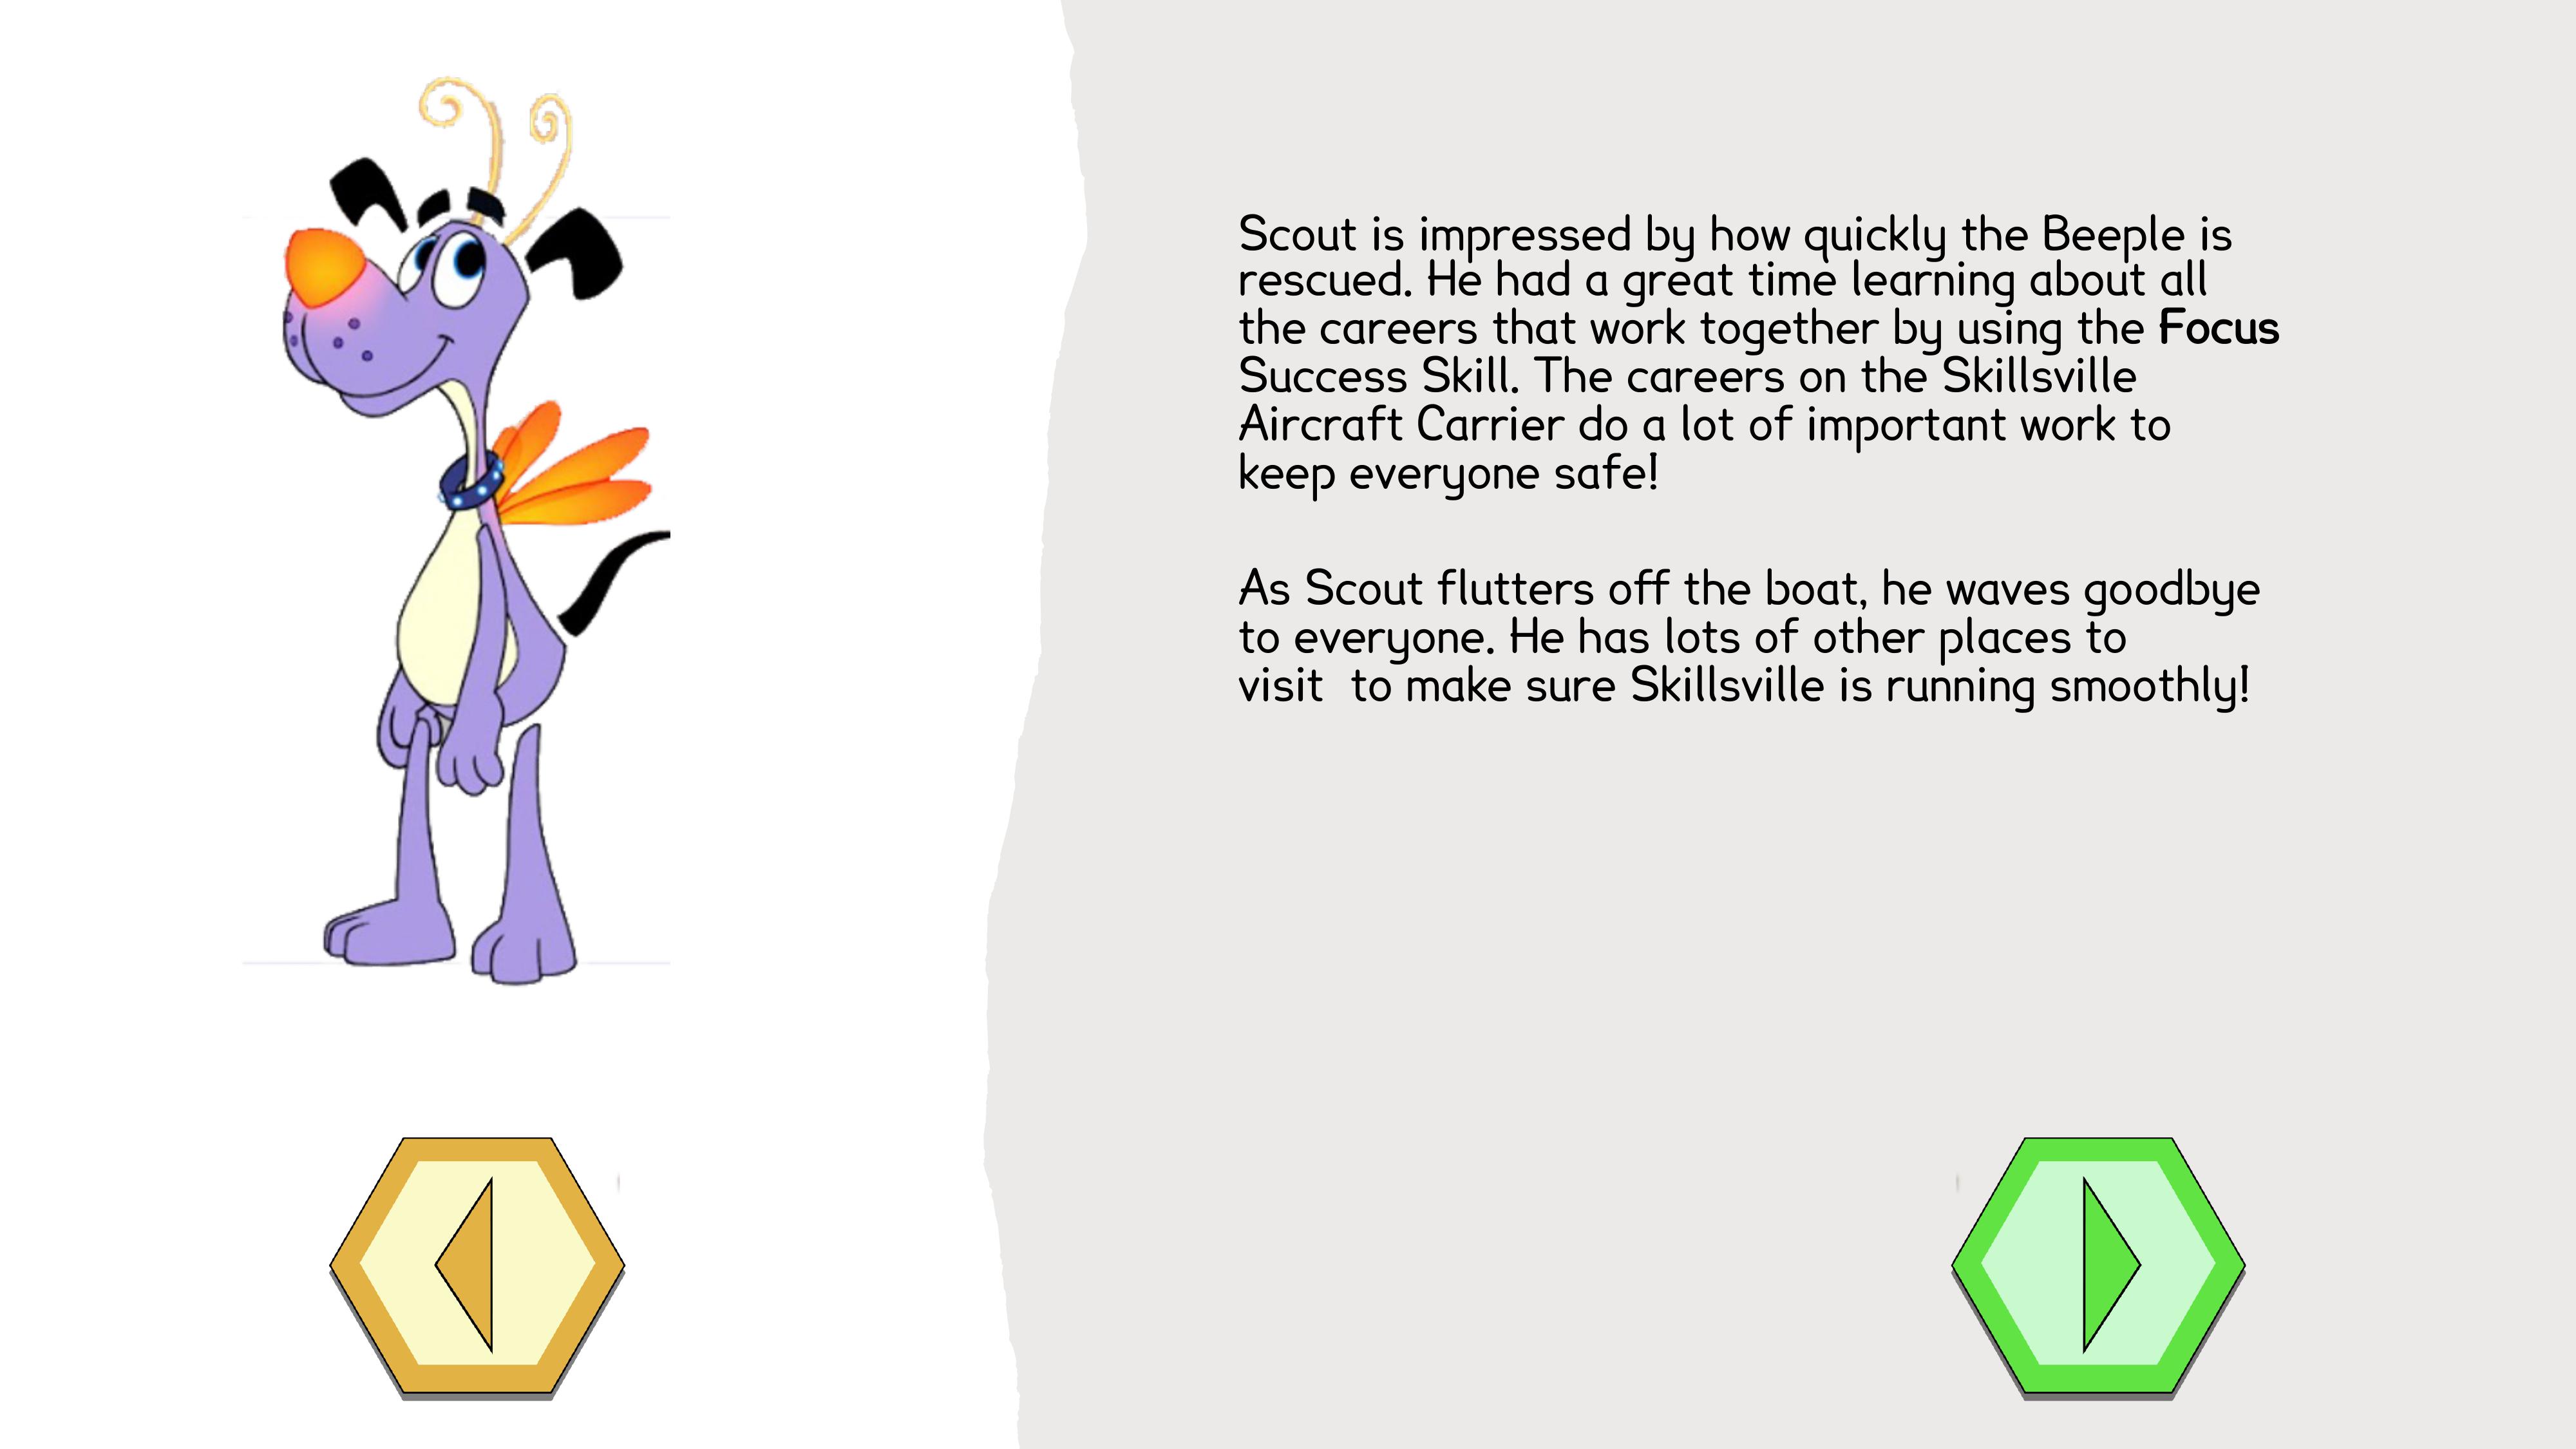 Scout is impressed by how quickly the Beeple is
rescued. He had a great time learning about all
the careers that work together by using the Focus
Success Skill. The careers on the Skillsville
Aircraft Carrier do a lot of important work to
keep everyone safe!
As Scout flutters off the boat, he waves goodbye
to everyone. He has lots of other places to
visit  to make sure Skillsville is running smoothly!